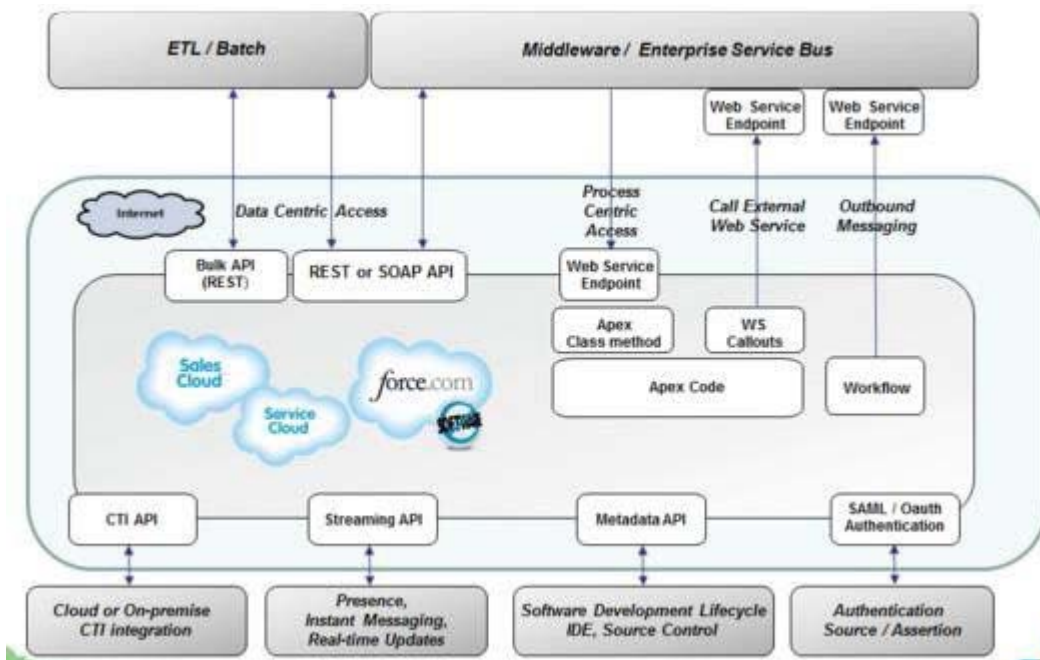 ETL / Batch
Middleware / Enterprise Service Bus
Web Service
Endpoint
Web Service
Endpoint
Internet
Data Centric Access
Process
Centric
Access
Call External
Web Service
Outbound
Messaging
Bulk API
(REST)
REST or SOAP API
Web Service
Endpoint
Apex
Class method
WS
Callouts
Sales
Cloud
force.com
Service
Cloud
SOFTWARE
Apex Code
Workflow
CTI API
Streaming API
Metadata API
SAML / Oauth
Authentication
Cloud or On-premise
CTI integration
Presence,
Instant Messaging,
Real-time Updates
Software Development Lifecycle
IDE, Source Control
Authentication
Source / Assertion